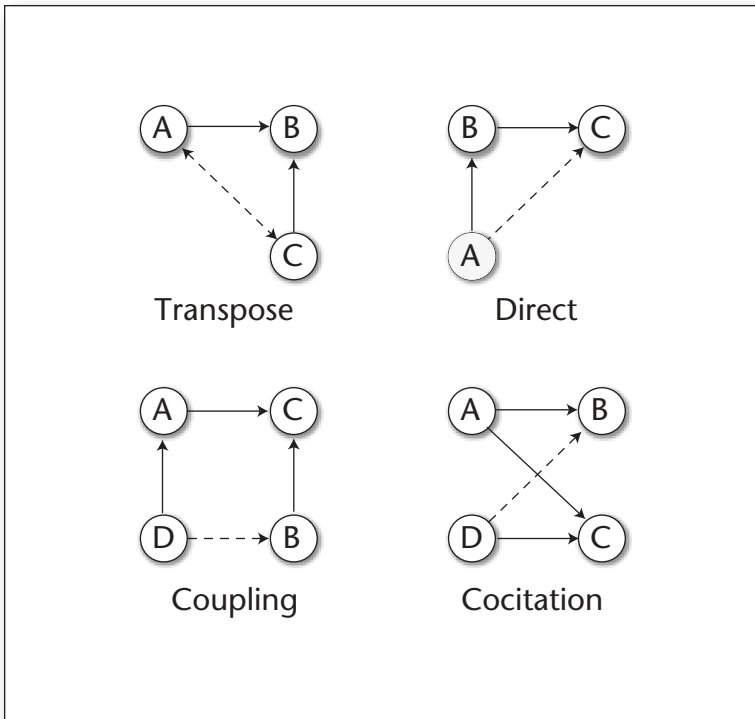 A B B C
C A
Transpose Direct
A C A B
D B D C
Coupling Cocitation